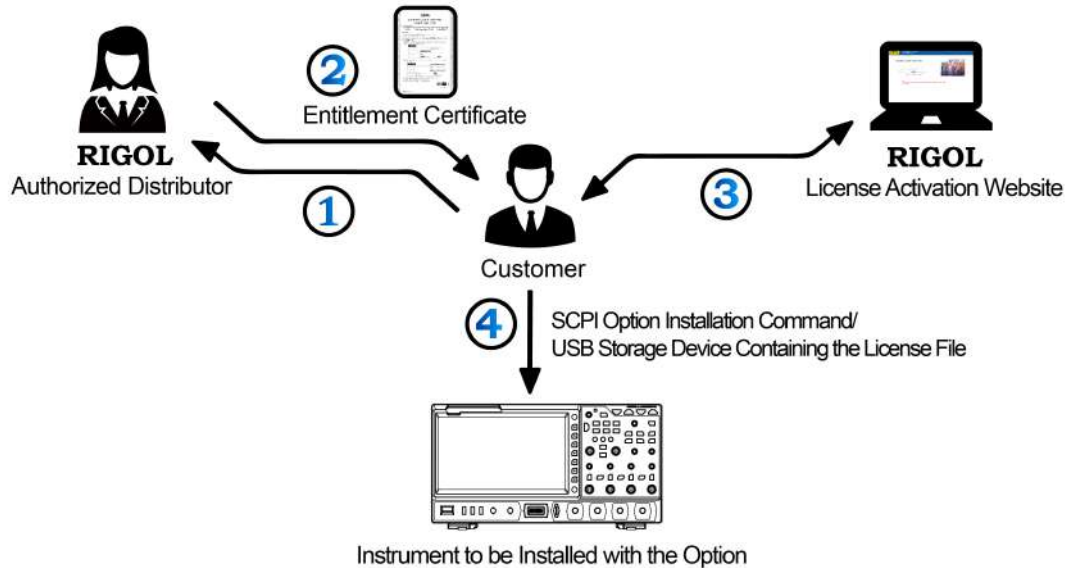 ②
Entitlement Certificate
RIGOL
Authorized Distributor
①
RIGOL
License Activation Website
③
Customer
④
SCPI Option Installation Command/
USB Storage Device Containing the License File
Instrument to be Installed with the Option